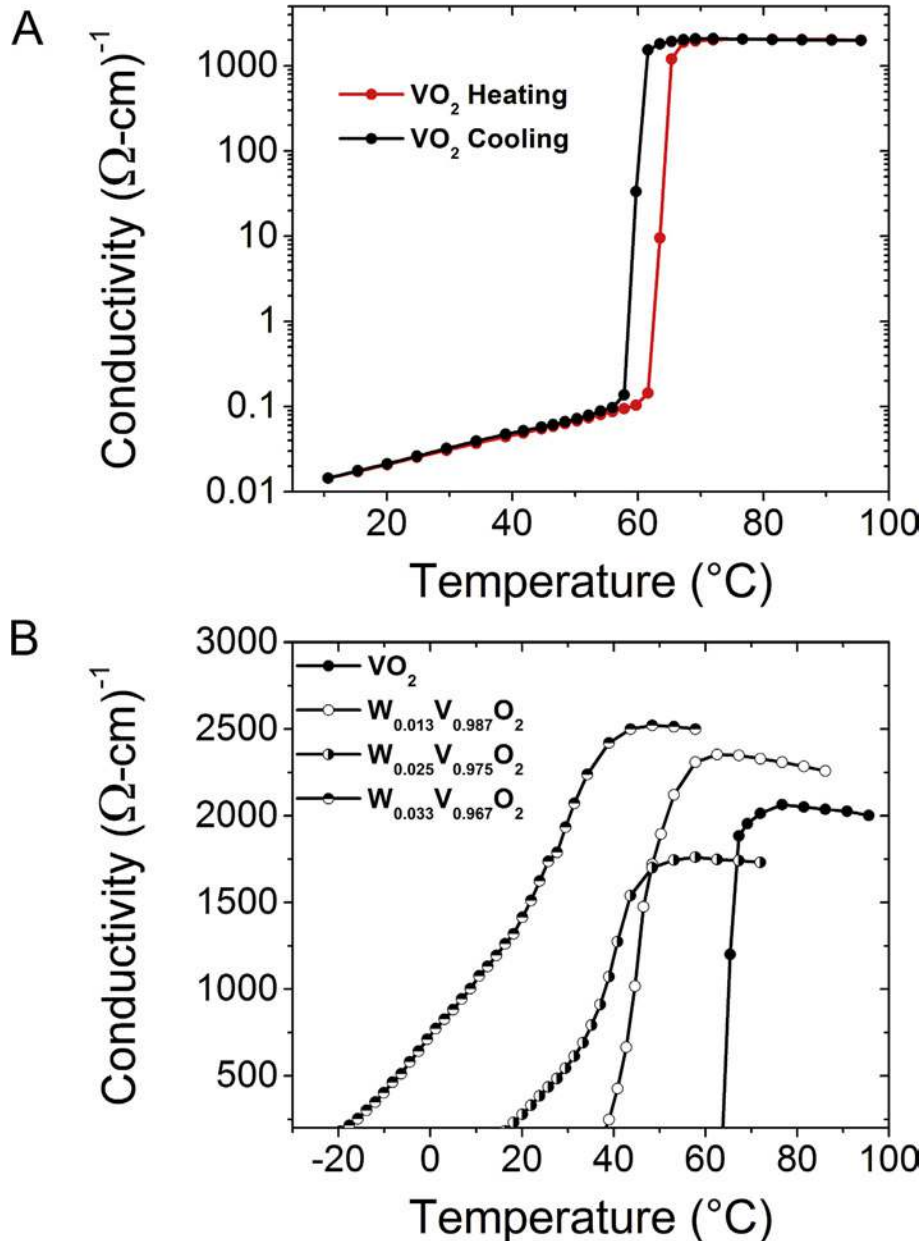 A
Conductivity (Ω-cm)⁻¹
1000
100
10
1
0.1
0.01
VO₂ Heating
VO₂ Cooling
20 40 60 80 100
Temperature (°C)
B
Conductivity (Ω-cm)⁻¹
3000
2500
2000
1500
1000
500
VO₂
W₀.₀₁₃V₀.₉₈₇O₂
W₀.₀₂₅V₀.₉₇₅O₂
W₀.₀₃₃V₀.₉₆₇O₂
-20 0 20 40 60 80 100
Temperature (°C)